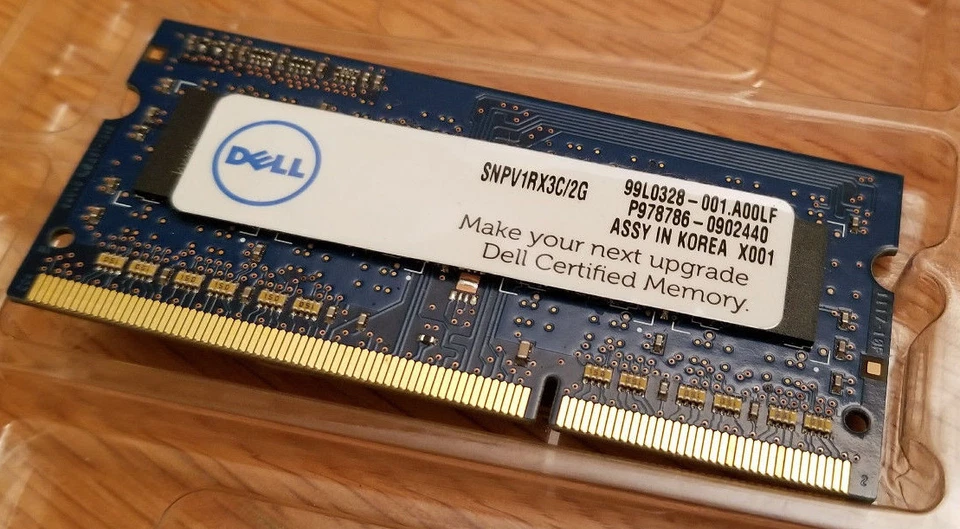 DELL
SNPV1RX3C/2G 99L0328-001.A00LF
P978786-0902440
ASSY IN KOREA X001
Make your next upgrade
Dell Certified Memory.
2